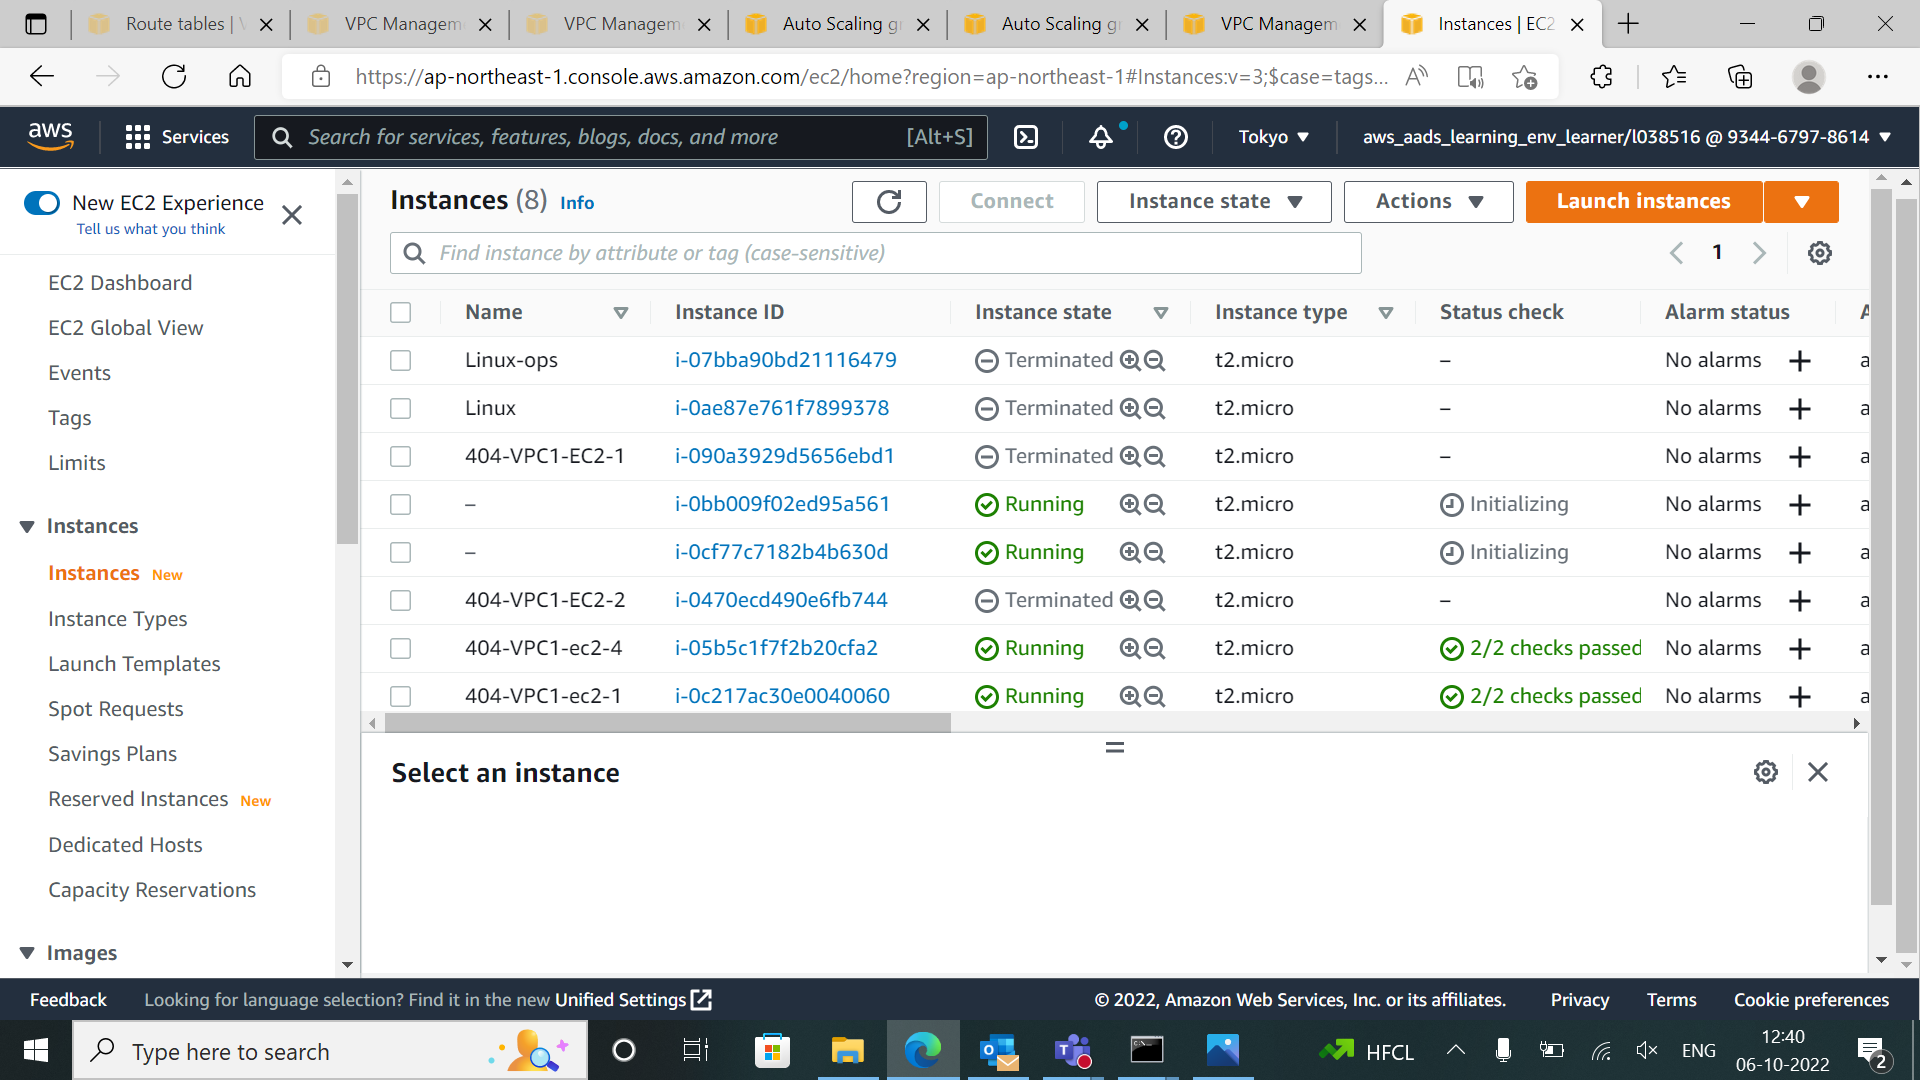 Route tables | V
VPC Managem
VPC Managem
Auto Scaling gr
Auto Scaling gr
VPC Managem
Instances | EC2
https://ap-northeast-1.console.aws.amazon.com/ec2/home?region=ap-northeast-1#Instances:v=3;$case=tags...
aws
Services
Search for services, features, blogs, docs, and more [Alt+S]
Tokyo
aws_aads_learning_env_learner/l038516 @ 9344-6797-8614
New EC2 Experience
Tell us what you think
EC2 Dashboard
EC2 Global View
Events
Tags
Limits
Instances
Instances New
Instance Types
Launch Templates
Spot Requests
Savings Plans
Reserved Instances New
Dedicated Hosts
Capacity Reservations
Images
Instances (8) Info
Connect
Instance state
Actions
Launch instances
Find instance by attribute or tag (case-sensitive)
1
Name Instance ID Instance state Instance type Status check Alarm status A
Linux-ops i-07bba90bd21116479 Terminated t2.micro – No alarms + a
Linux i-0ae87e761f7899378 Terminated t2.micro – No alarms + a
404-VPC1-EC2-1 i-090a3929d5656ebd1 Terminated t2.micro – No alarms + a
– i-0bb009f02ed95a561 Running t2.micro Initializing No alarms + a
– i-0cf77c7182b4b630d Running t2.micro Initializing No alarms + a
404-VPC1-EC2-2 i-0470ecd490e6fb744 Terminated t2.micro – No alarms + a
404-VPC1-ec2-4 i-05b5c1f7f2b20cfa2 Running t2.micro 2/2 checks passed No alarms + a
404-VPC1-ec2-1 i-0c217ac30e0040060 Running t2.micro 2/2 checks passed No alarms + a
Select an instance
Feedback
Looking for language selection? Find it in the new Unified Settings
© 2022, Amazon Web Services, Inc. or its affiliates.
Privacy
Terms
Cookie preferences
Type here to search
HFCL
ENG
12:40
06-10-2022
2